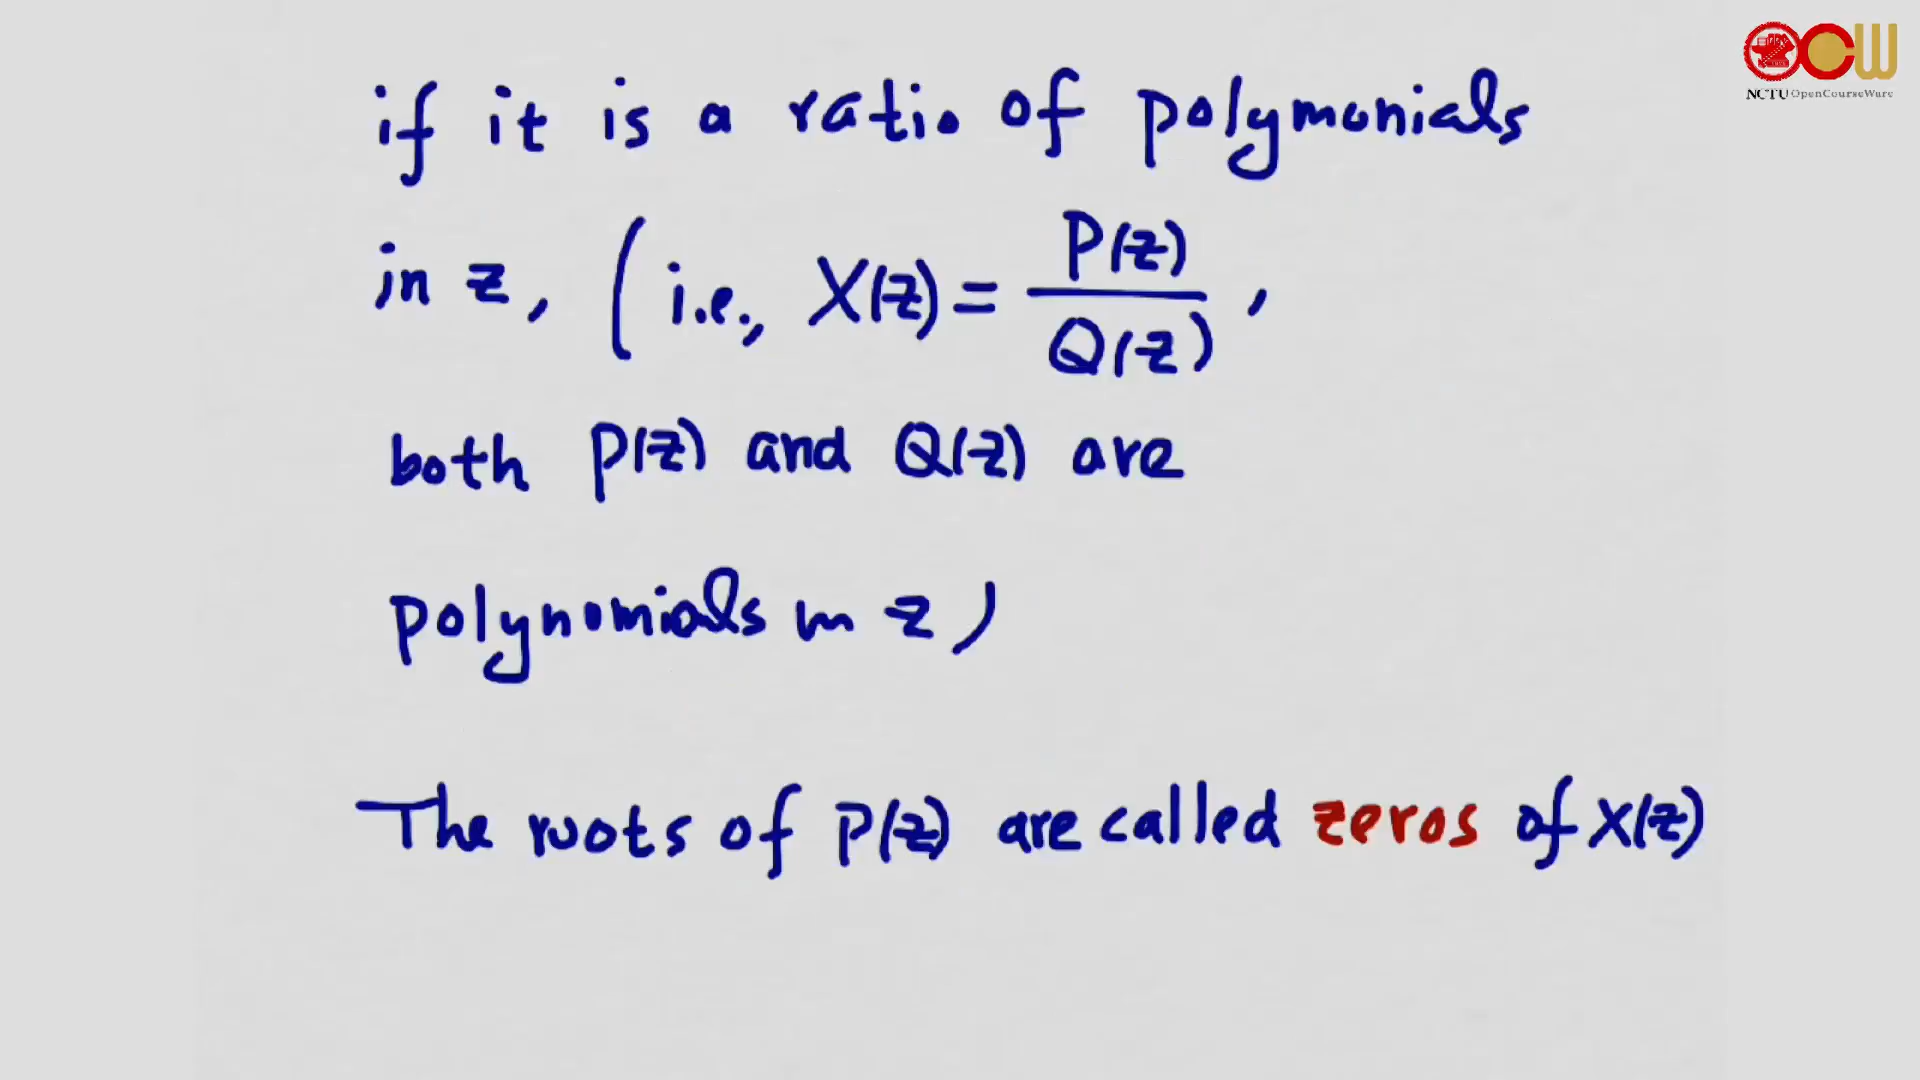 if it is a ratio of polymonials
in z, (i.e., X(z) = P(z)/Q(z),
both P(z) and Q(z) are
polynomials in z)
The roots of P(z) are called zeros of X(z)
OCW
NCTU OpenCourseWare